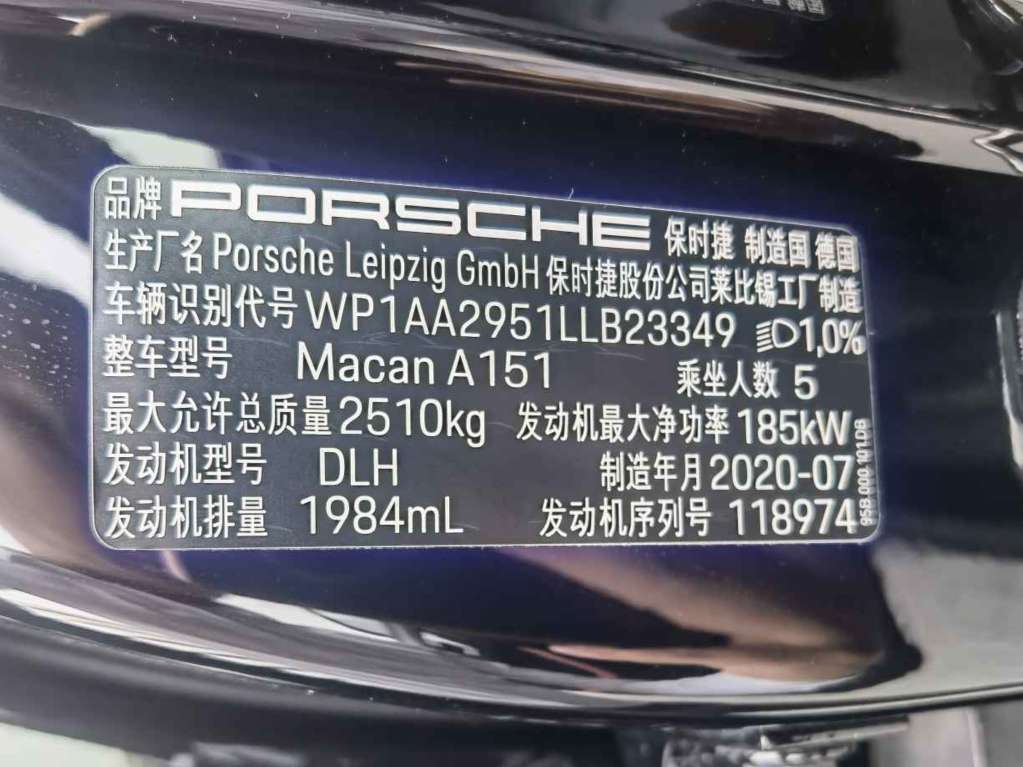 品牌 PORSCHE 保时捷 制造国 德国
生产厂名 Porsche Leipzig GmbH 保时捷股份公司莱比锡工厂制造
车辆识别代号 WP1AA2951LLB23349 1,0%
整车型号 Macan A151 乘坐人数 5
最大允许总质量 2510kg 发动机最大净功率 185kW
发动机型号 DLH 制造年月 2020-07
发动机排量 1984mL 发动机序列号 118974
95B.000.101.DB